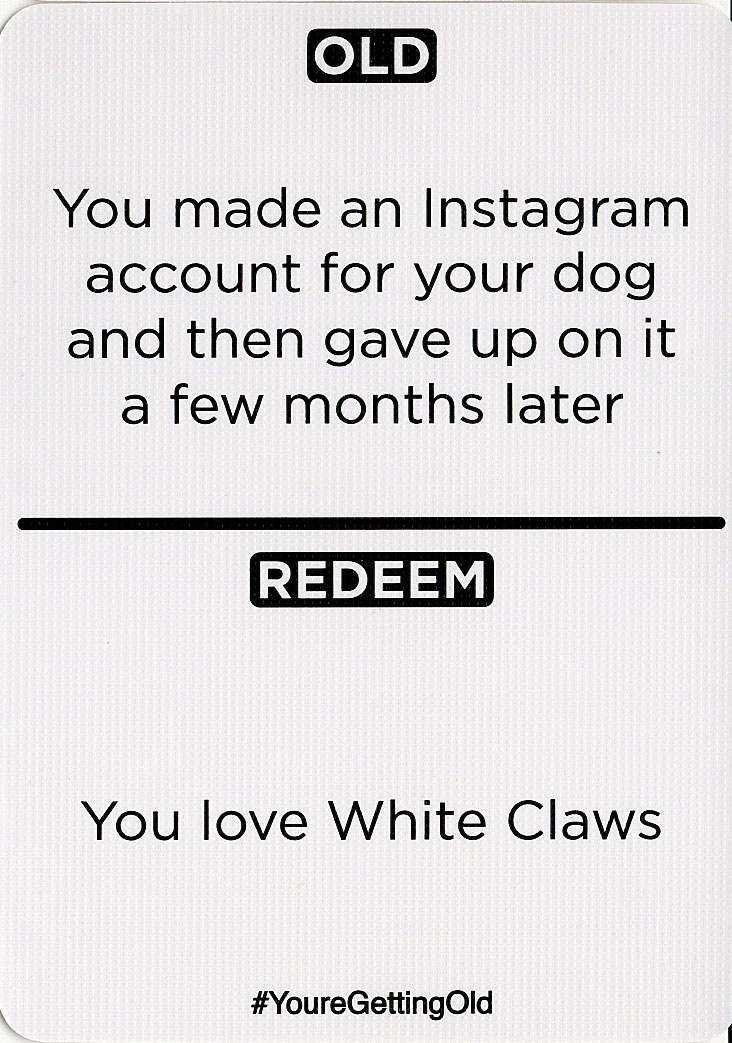 OLD
You made an Instagram
account for your dog
and then gave up on it
a few months later
REDEEM
You love White Claws
#YoureGettingOld